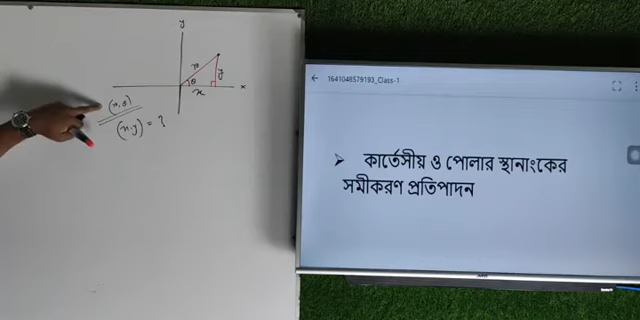 y
r
y
θ
x
x
(r,θ)
(x,y) = ?
1641048579193_Class-1
➤ কার্তেসীয় ও পোলার স্থানাংকের
সমীকরণ প্রতিপাদন